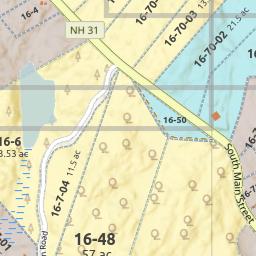 16-4
NH 31
16-70-03
16-70-02
21.5 ac
16-50
16-6
3.53 ac
11.5 ac
16-7-04
South Main Street
16-48
57 ac
Road